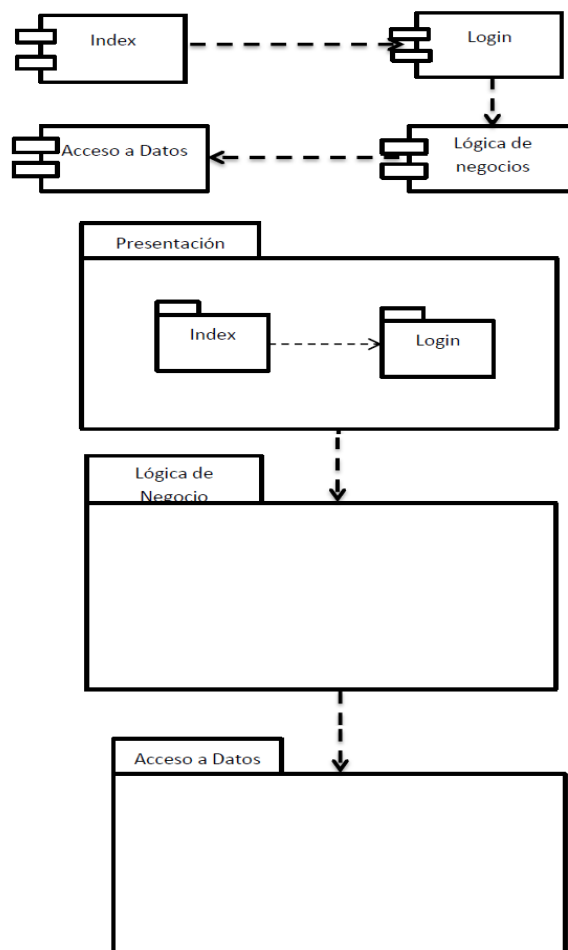 Index
Login
Acceso a Datos
Lógica de
negocios
Presentación
Index
Login
Lógica de
Negocio
Acceso a Datos